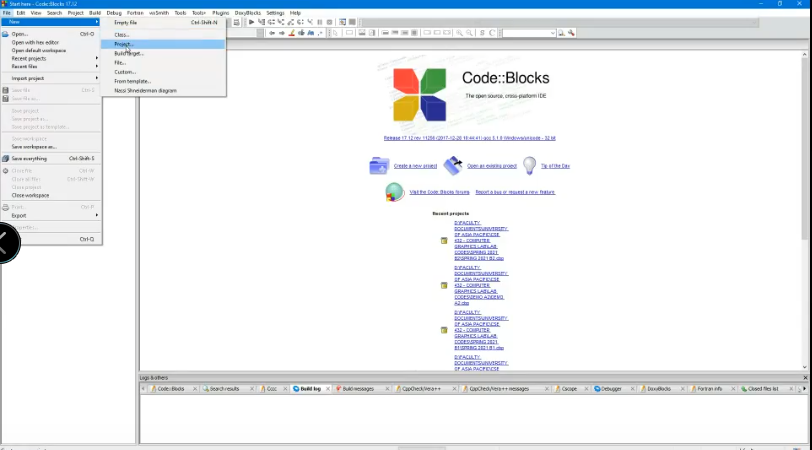 Start here - Code::Blocks 17.12
File Edit View Search Project Build Debug Fortran wxSmith Tools Tools+ Plugins DoxyBlocks Settings Help
New
Open... Ctrl-O
Open with hex editor
Open default workspace
Recent projects
Recent files
Import project
Save file Ctrl-S
Save file as...
Save project
Save project as...
Save project as template...
Save workspace
Save workspace as...
Save everything Ctrl-Shift-S
Close file Ctrl-W
Close all files Ctrl-Shift-W
Close project
Close workspace
Print... Ctrl-P
Export
Ctrl-Q
Empty file Ctrl-Shift-N
Class...
Project...
Build target...
File...
Custom...
From template...
Nassi Shneiderman diagram
Code::Blocks
The open source, cross-platform IDE
Release 17.12 rev 11256 (2017-12-28 10:44:41) gcc 5.1.0 Windows/unicode - 32 bit
Create a new project
Open an existing project
Tip of the Day
Visit the Code::Blocks forums
Report a bug or request a new feature
Recent projects
D:\FACULTY
DOCUMENTS\UNIVERSITY
OF ASIA PACIFIC\CSE
432 - COMPUTER
GRAPHICS LAB\LAB
CODES\SPRING 2021
B2\SPRING 2021 B2.cbp
D:\FACULTY
DOCUMENTS\UNIVERSITY
OF ASIA PACIFIC\CSE
432 - COMPUTER
GRAPHICS LAB\LAB
CODES\DEMO A2\DEMO
A2.cbp
D:\FACULTY
DOCUMENTS\UNIVERSITY
OF ASIA PACIFIC\CSE
432 - COMPUTER
GRAPHICS LAB\LAB
CODES\SPRING 2021
B1\SPRING 2021 B1.cbp
D:\FACULTY
DOCUMENTS\UNIVERSITY
OF ASIA PACIFIC\CSE
Logs & others
Code::Blocks Search results Cccc Build log Build messages CppCheck/Vera++ CppCheck/Vera++ messages Cscope Debugger DoxyBlocks Fortran info Closed files list